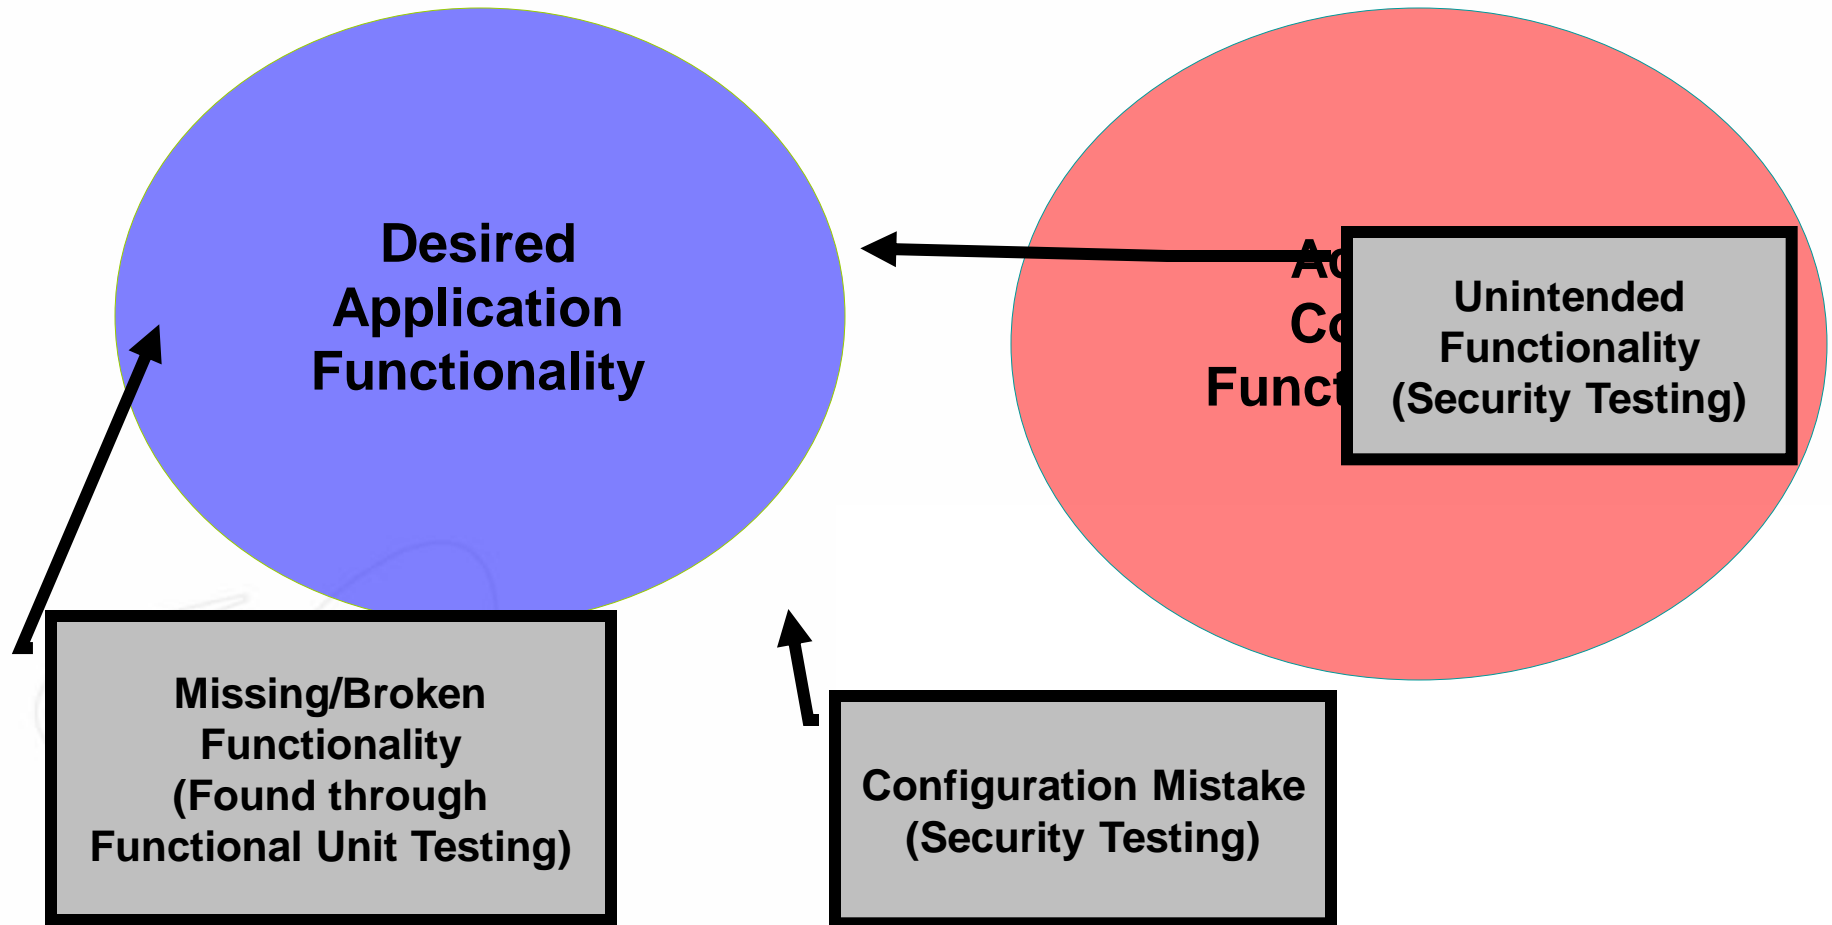 Desired
Application
Functionality
Unintended
Functionality
(Security Testing)
Missing/Broken
Functionality
(Found through
Functional Unit Testing)
Configuration Mistake
(Security Testing)